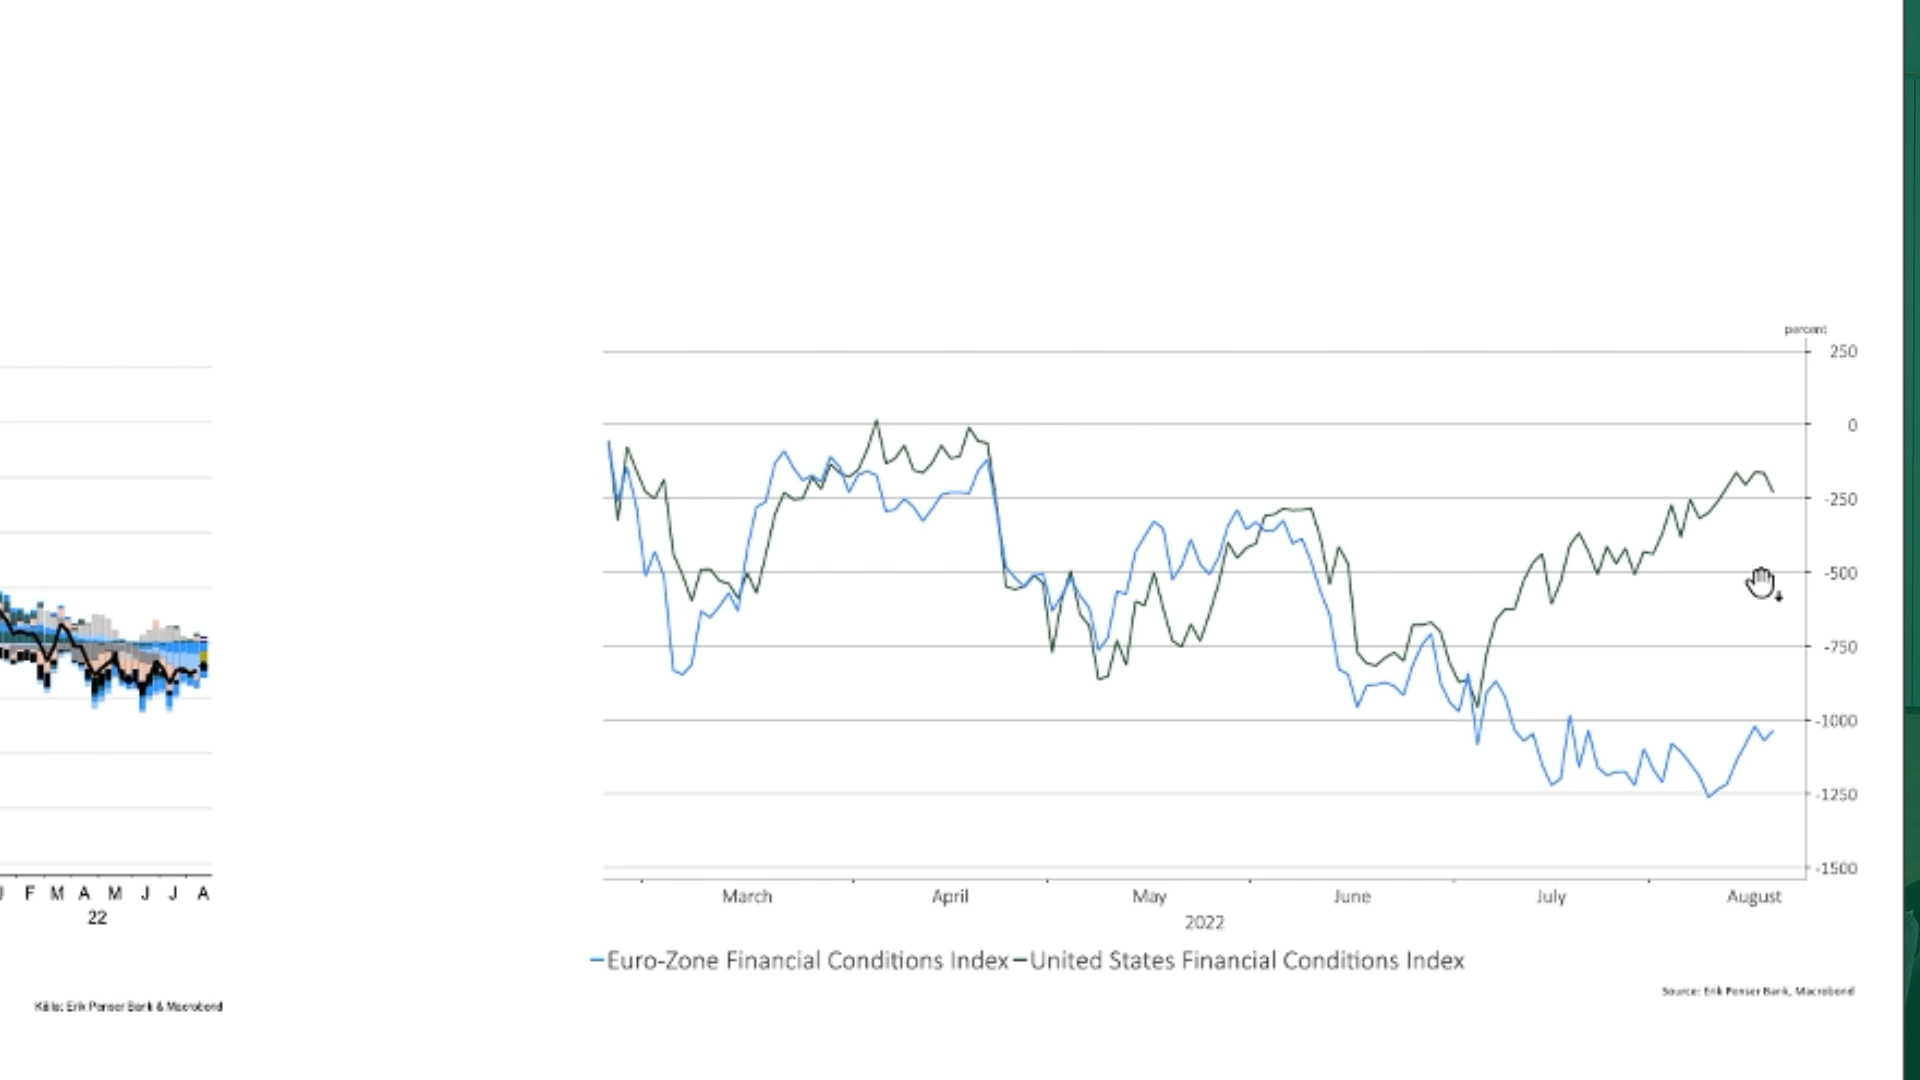 percent
250
0
-250
-500
-750
-1000
-1250
-1500
F M A M J J A
22
March April May June July August
2022
Euro-Zone Financial Conditions Index United States Financial Conditions Index
Source: Erik Penser Bank, Macrobond
Källa: Erik Penser Bank & Macrobond